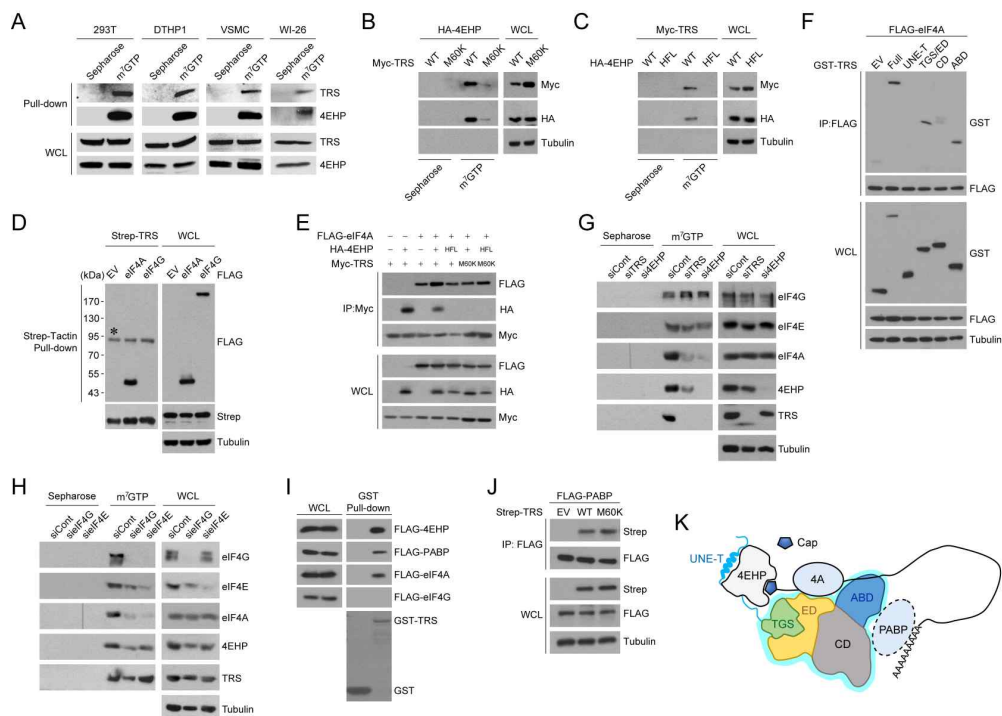 A
293T DTHP1 VSMC WI-26
Sepharose m⁷GTP Sepharose m⁷GTP Sepharose m⁷GTP Sepharose m⁷GTP
Pull-down
TRS
4EHP
WCL
TRS
4EHP
B
HA-4EHP WCL
Myc-TRS WT M60K WT M60K WT M60K
Myc
HA
Tubulin
Sepharose m⁷GTP
C
Myc-TRS WCL
HA-4EHP WT HFL WT HFL WT HFL
Myc
HA
Tubulin
Sepharose m⁷GTP
F
FLAG-eIF4A
GST-TRS EV Full UNE-T TGS/ED CD ABD
IP:FLAG
GST
FLAG
WCL
GST
FLAG
Tubulin
D
Strep-TRS WCL
(kDa) EV eIF4A eIF4G EV eIF4A eIF4G FLAG
170
130
95 *
72
55
43
Strep-Tactin
Pull-down
FLAG
Strep
Tubulin
E
FLAG-eIF4A - - + + + + +
HA-4EHP - + - + HFL + HFL
Myc-TRS + + + + + M60K M60K
IP:Myc
FLAG
HA
Myc
WCL
FLAG
HA
Myc
G
Sepharose m⁷GTP WCL
siCont siTRS si4EHP siCont siTRS si4EHP siCont siTRS si4EHP
eIF4G
eIF4E
eIF4A
4EHP
TRS
Tubulin
H
Sepharose m⁷GTP WCL
siCont sieIF4G sieIF4E siCont sieIF4G sieIF4E siCont sieIF4G sieIF4E
eIF4G
eIF4E
eIF4A
4EHP
TRS
Tubulin
I
WCL GST Pull-down
FLAG-4EHP
FLAG-PABP
FLAG-eIF4A
FLAG-eIF4G
GST-TRS
GST
J
FLAG-PABP
Strep-TRS EV WT M60K
IP: FLAG
Strep
FLAG
WCL
Strep
FLAG
Tubulin
K
Cap
UNE-T
4EHP
4A
TGS
ED
ABD
CD
PABP
AAAAAAAAA